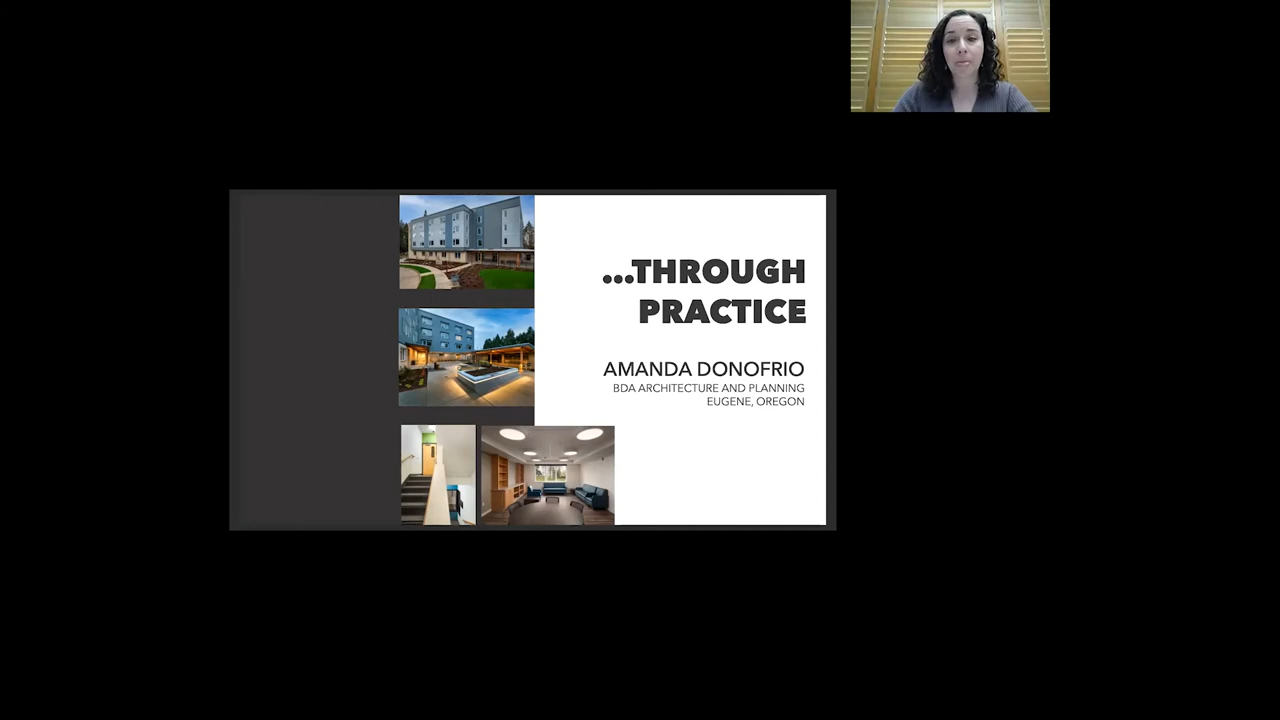 ...THROUGH
PRACTICE
AMANDA DONOFRIO
BDA ARCHITECTURE AND PLANNING
EUGENE, OREGON